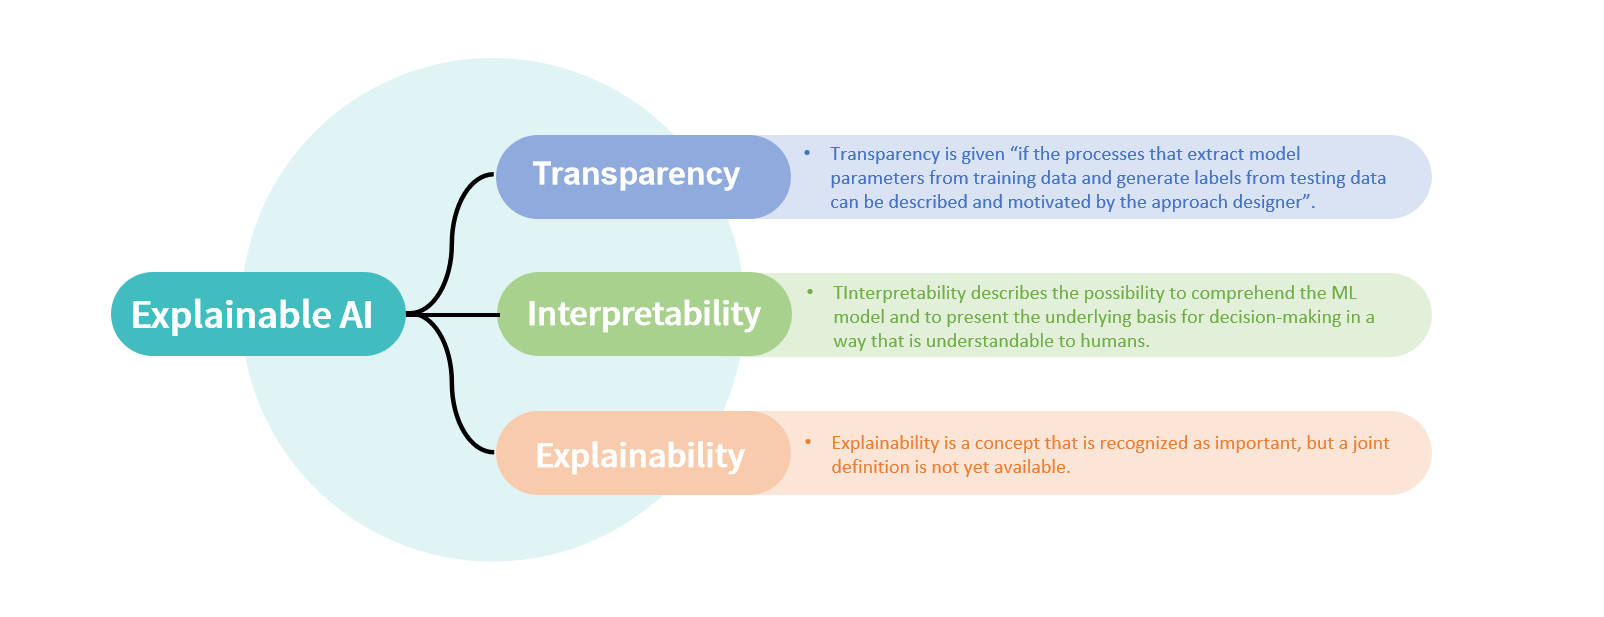 Explainable AI
Transparency
• Transparency is given “if the processes that extract model
parameters from training data and generate labels from testing data
can be described and motivated by the approach designer”.
Interpretability
• TInterpretability describes the possibility to comprehend the ML
model and to present the underlying basis for decision-making in a
way that is understandable to humans.
Explainability
• Explainability is a concept that is recognized as important, but a joint
definition is not yet available.